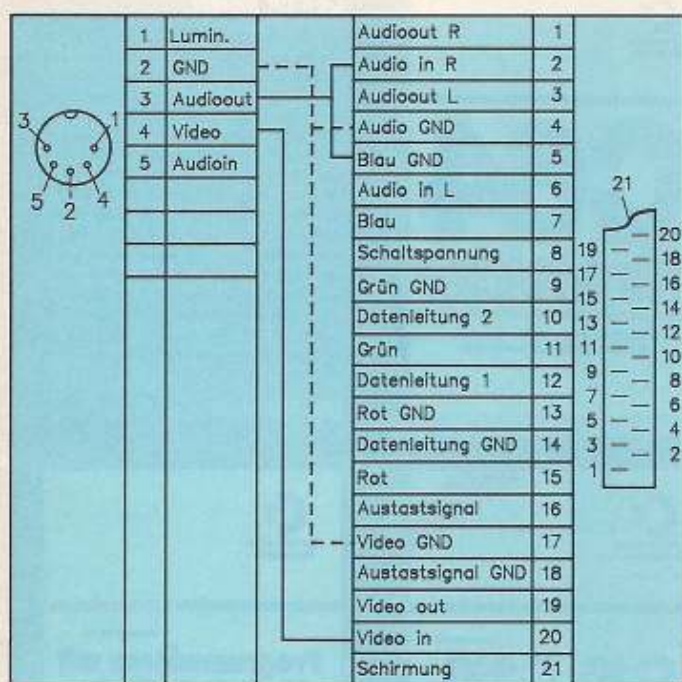 1 Lumin.
2 GND
3 Audioout
4 Video
5 Audioin
3 1
5 2 4
Audioout R 1
Audio in R 2
Audioout L 3
Audio GND 4
Blau GND 5
Audio in L 6
Blau 7
Schaltspannung 8
Grün GND 9
Datenleitung 2 10
Grün 11
Datenleitung 1 12
Rot GND 13
Datenleitung GND 14
Rot 15
Austastsignal 16
Video GND 17
Austastsignal GND 18
Video out 19
Video in 20
Schirmung 21
21
20
19 18
17 16
15 14
13 12
11 10
9 8
7 6
5 4
3 2
1